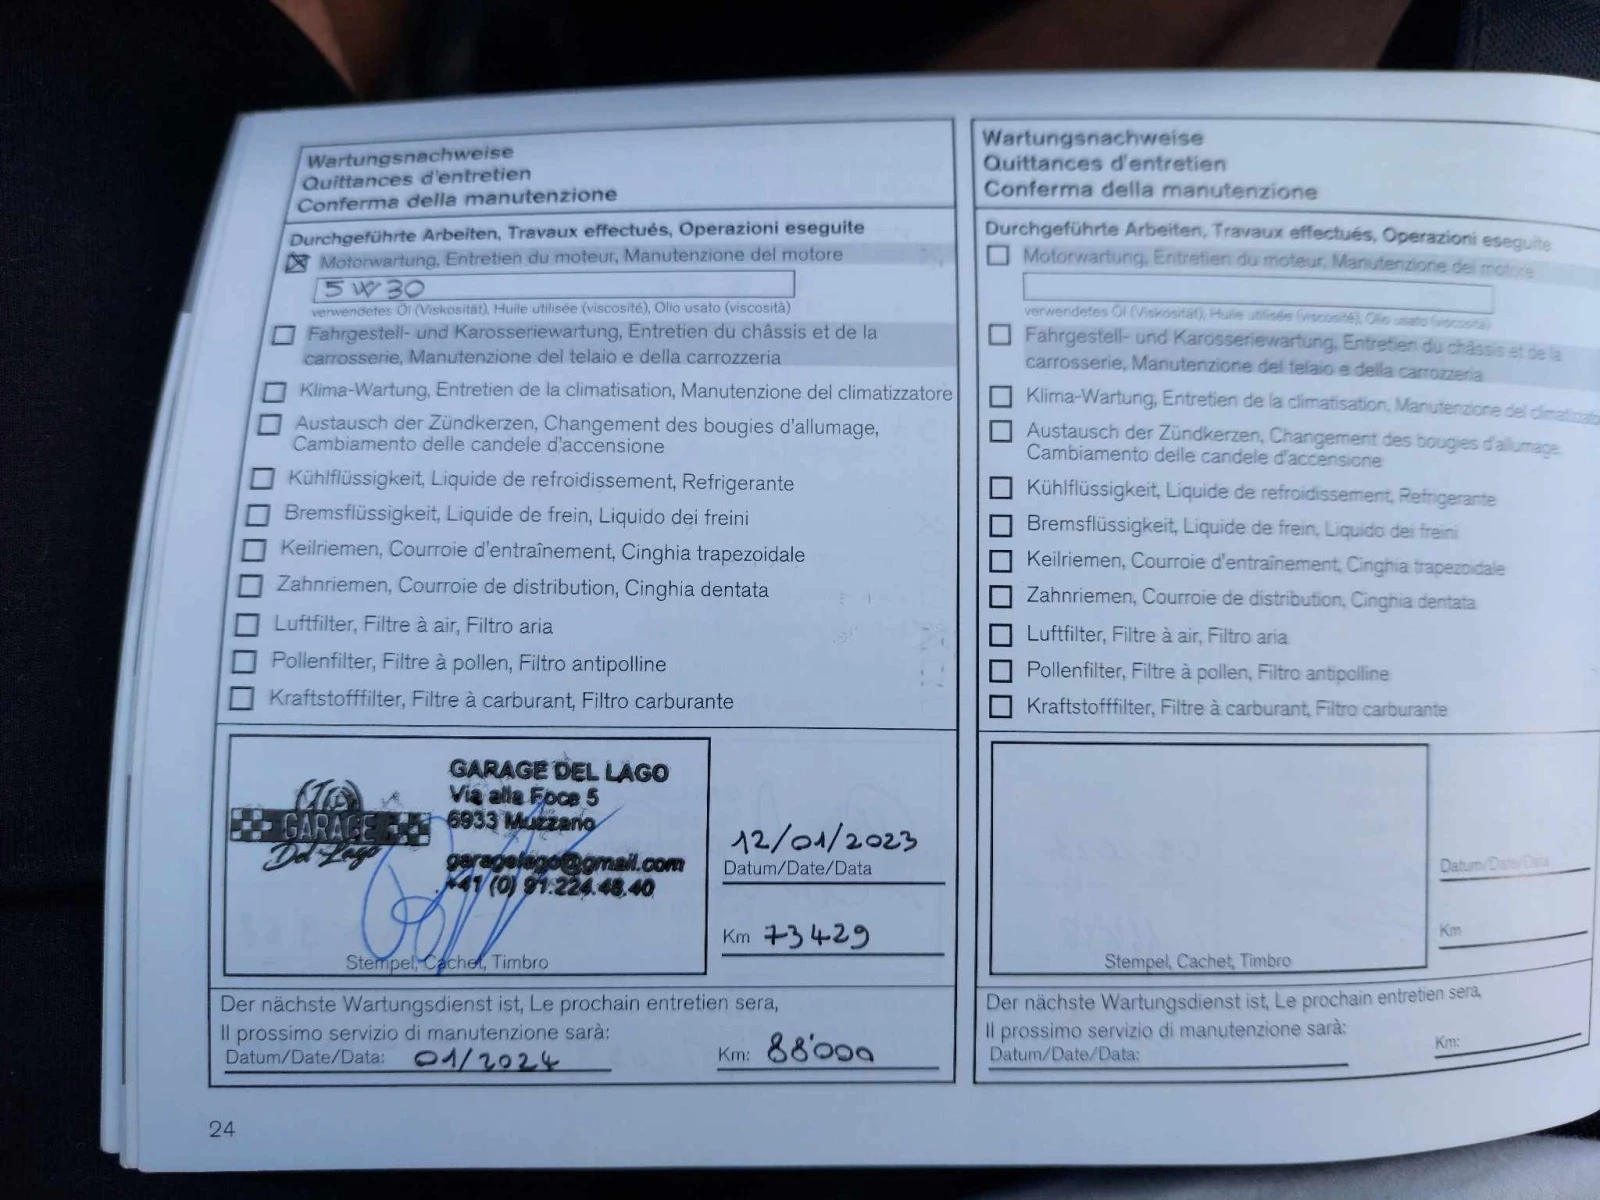 Wartungsnachweise
Quittances d'entretien
Conferma della manutenzione
Durchgeführte Arbeiten, Travaux effectués, Operazioni eseguite
Motorwartung, Entretien du moteur, Manutenzione del motore
5W30
verwendetes Öl (Viskosität), Huile utilisée (viscosité), Olio usato (viscosità)
Fahrgestell- und Karosseriewartung, Entretien du châssis et de la
carrosserie, Manutenzione del telaio e della carrozzeria
Klima-Wartung, Entretien de la climatisation, Manutenzione del climatizzatore
Austausch der Zündkerzen, Changement des bougies d'allumage,
Cambiamento delle candele d'accensione
Kühlflüssigkeit, Liquide de refroidissement, Refrigerante
Bremsflüssigkeit, Liquide de frein, Liquido dei freini
Keilriemen, Courroie d'entraînement, Cinghia trapezoidale
Zahnriemen, Courroie de distribution, Cinghia dentata
Luftfilter, Filtre à air, Filtro aria
Pollenfilter, Filtre à pollen, Filtro antipolline
Kraftstofffilter, Filtre à carburant, Filtro carburante
GARAGE
Del Lago
GARAGE DEL LAGO
Via alla Foce 5
6933 Muzzano
garagelago@gmail.com
+41 (0) 91.224.48.40
Stempel, Cachet, Timbro
12/01/2023
Datum/Date/Data
Km 73429
Der nächste Wartungsdienst ist, Le prochain entretien sera,
Il prossimo servizio di manutenzione sarà:
Datum/Date/Data: 01/2024
Km: 88'000
24
Wartungsnachweise
Quittances d'entretien
Conferma della manutenzione
Durchgeführte Arbeiten, Travaux effectués, Operazioni eseguite
Motorwartung, Entretien du moteur, Manutenzione del motore
verwendetes Öl (Viskosität), Huile utilisée (viscosité), Olio usato (viscosità)
Fahrgestell- und Karosseriewartung, Entretien du châssis et de la
carrosserie, Manutenzione del telaio e della carrozzeria
Klima-Wartung, Entretien de la climatisation, Manutenzione del
Austausch der Zündkerzen, Changement des bougies d'allumage,
Cambiamento delle candele d'accensione
Kühlflüssigkeit, Liquide de refroidissement, Refrigerante
Bremsflüssigkeit, Liquide de frein, Liquido dei freini
Keilriemen, Courroie d'entraînement, Cinghia trapezoidale
Zahnriemen, Courroie de distribution, Cinghia dentata
Luftfilter, Filtre à air, Filtro aria
Pollenfilter, Filtre à pollen, Filtro antipolline
Kraftstofffilter, Filtre à carburant, Filtro carburante
Stempel, Cachet, Timbro
Datum/Date/Data
Km
Der nächste Wartungsdienst ist, Le prochain entretien sera,
Il prossimo servizio di manutenzione sarà:
Datum/Date/Data:
Km: